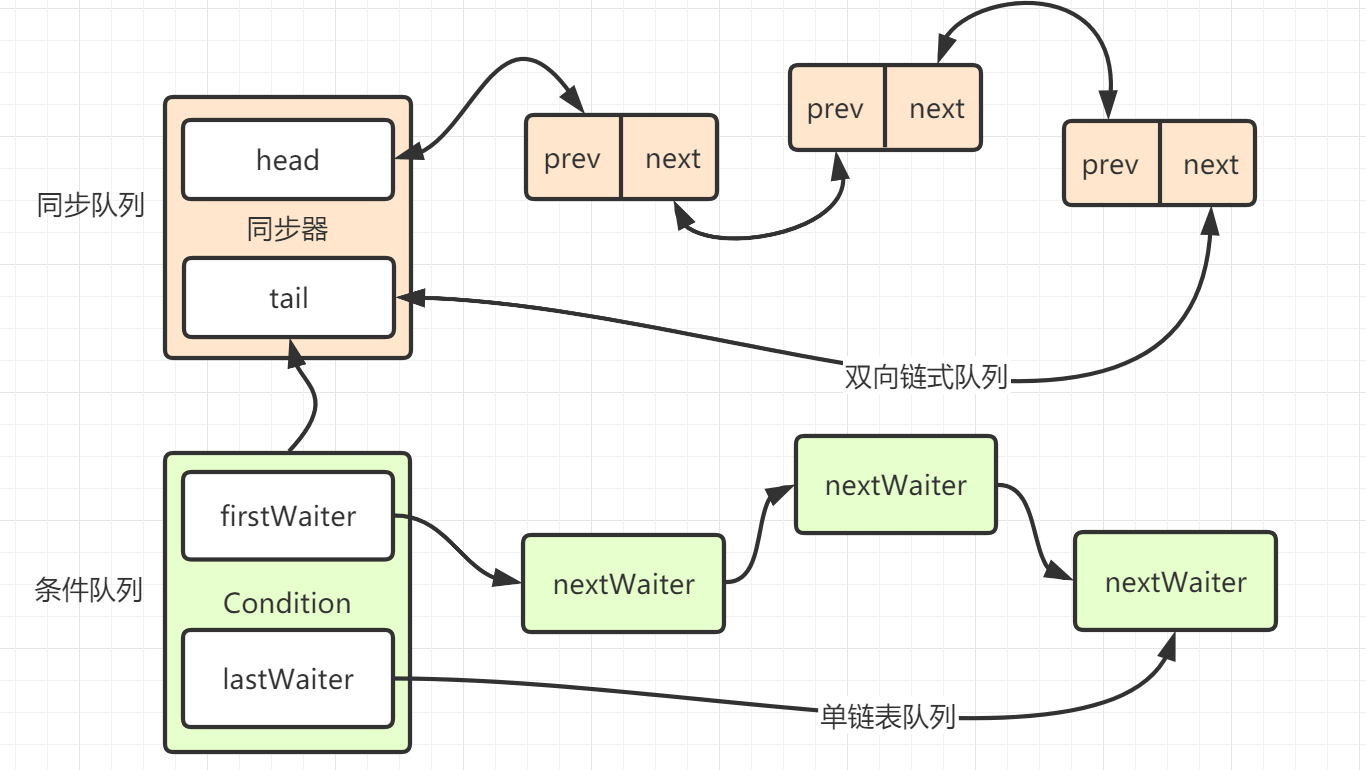 同步队列
head
同步器
tail
prev
next
prev
next
prev
next
双向链式队列
条件队列
firstWaiter
Condition
lastWaiter
nextWaiter
nextWaiter
nextWaiter
单链表队列